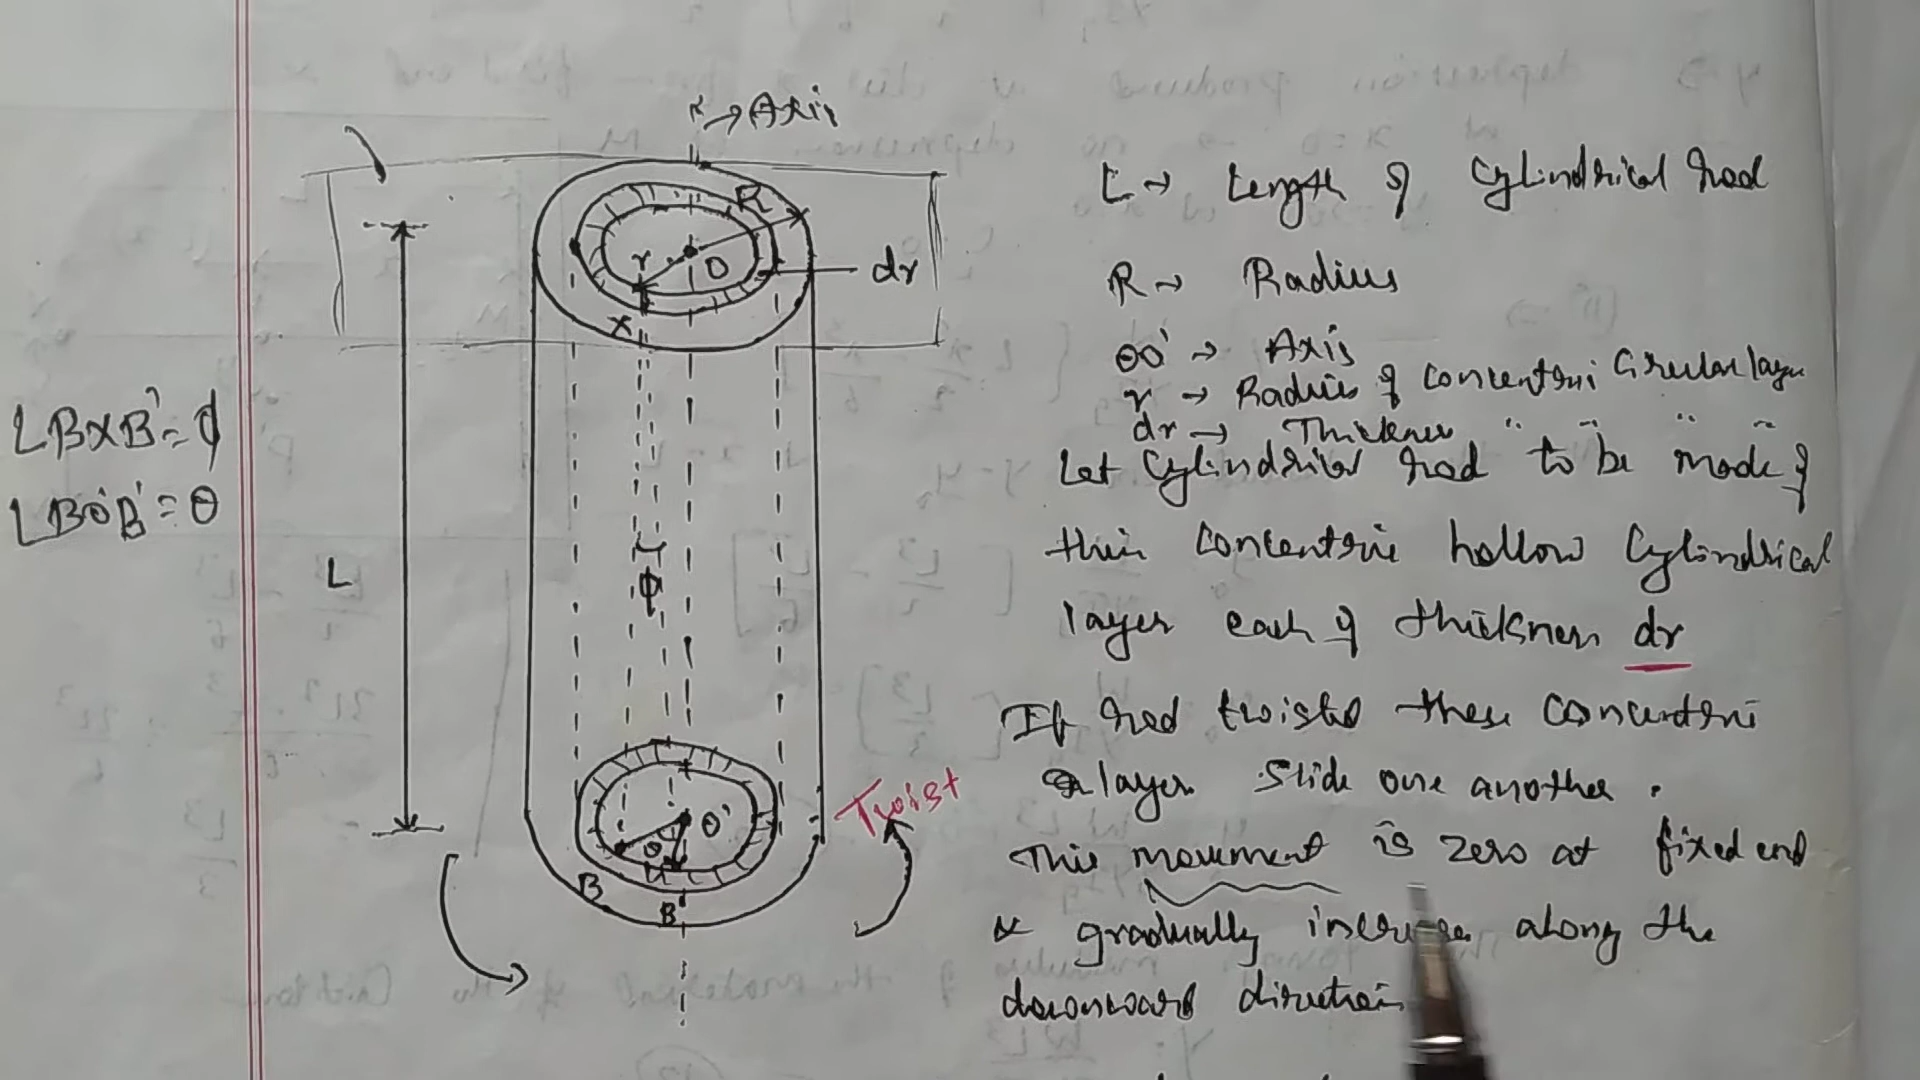 → Axis
R
r
O
dr
X
∠BXB' = ϕ
∠BO'B' = θ
L
ϕ
O'
θ
B
B'
Twist
L → Length of Cylindrical rod
R → Radius
OO' → Axis
r → Radius of concentri Circular layer
dr → Thickness " " " "
Let Cylindrical rod to be made of
thin concentric hollow Cylindrical
layer each of thickness dr
If rod twisted these concentric
layer slide one another.
This movement is zero at fixed end
& gradually increase along the
downward direction